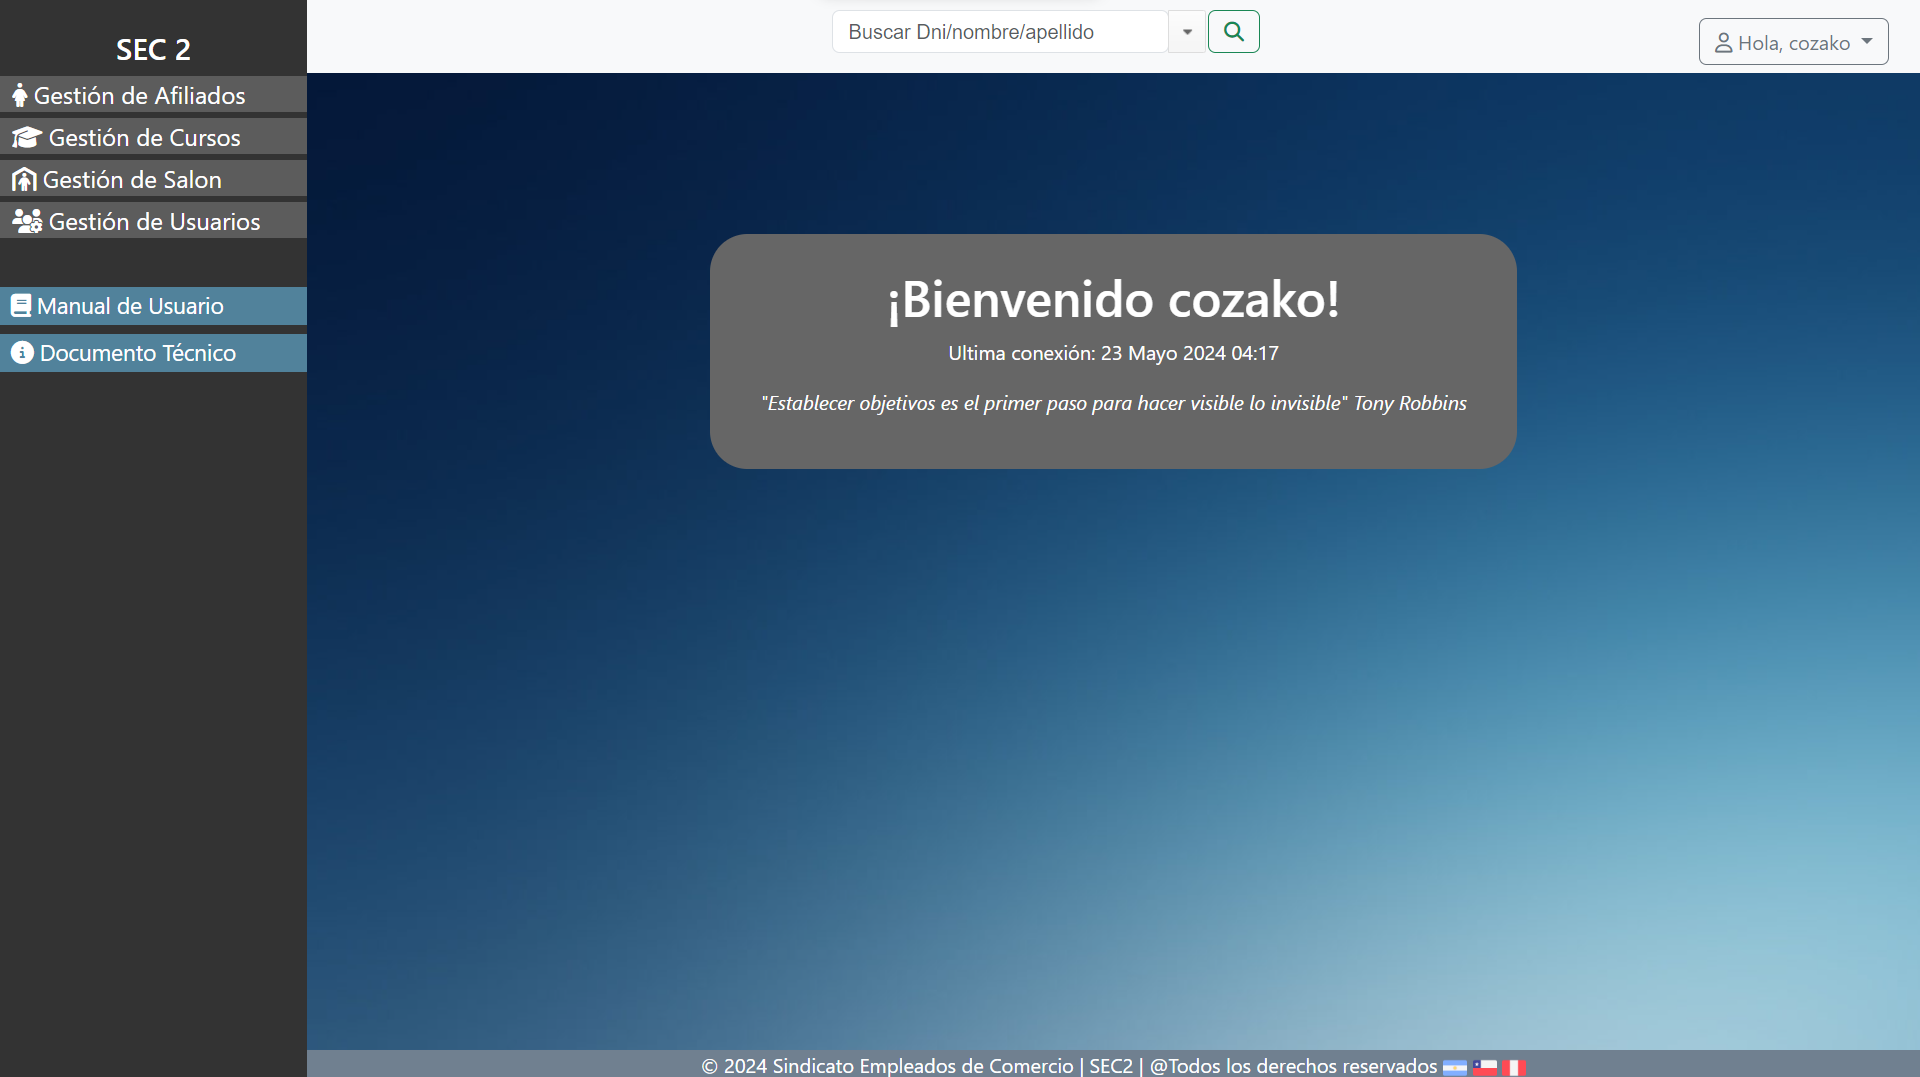 SEC 2
Gestión de Afiliados
Gestión de Cursos
Gestión de Salon
Gestión de Usuarios
Manual de Usuario
Documento Técnico
Buscar Dni/nombre/apellido
Hola, cozako
¡Bienvenido cozako!
Ultima conexión: 23 Mayo 2024 04:17
"Establecer objetivos es el primer paso para hacer visible lo invisible" Tony Robbins
© 2024 Sindicato Empleados de Comercio | SEC2 | @Todos los derechos reservados